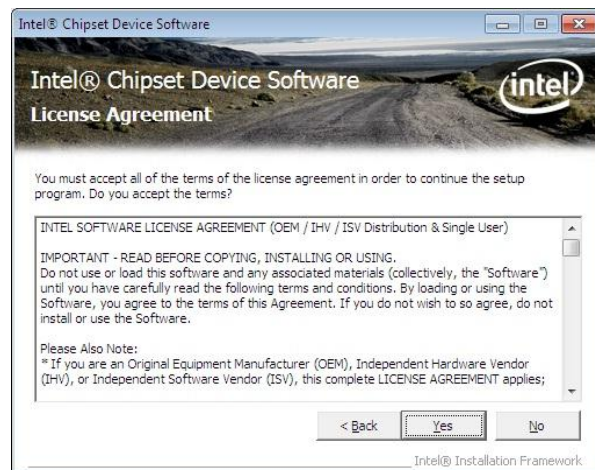 Intel® Chipset Device Software
Intel® Chipset Device Software
intel
License Agreement
You must accept all of the terms of the license agreement in order to continue the setup
program. Do you accept the terms?
INTEL SOFTWARE LICENSE AGREEMENT (OEM / IHV / ISV Distribution & Single User)
IMPORTANT - READ BEFORE COPYING, INSTALLING OR USING.
Do not use or load this software and any associated materials (collectively, the "Software")
until you have carefully read the following terms and conditions. By loading or using the
Software, you agree to the terms of this Agreement. If you do not wish to so agree, do not
install or use the Software.
Please Also Note:
* If you are an Original Equipment Manufacturer (OEM), Independent Hardware Vendor
(IHV), or Independent Software Vendor (ISV), this complete LICENSE AGREEMENT applies;
< Back Yes No
Intel® Installation Framework